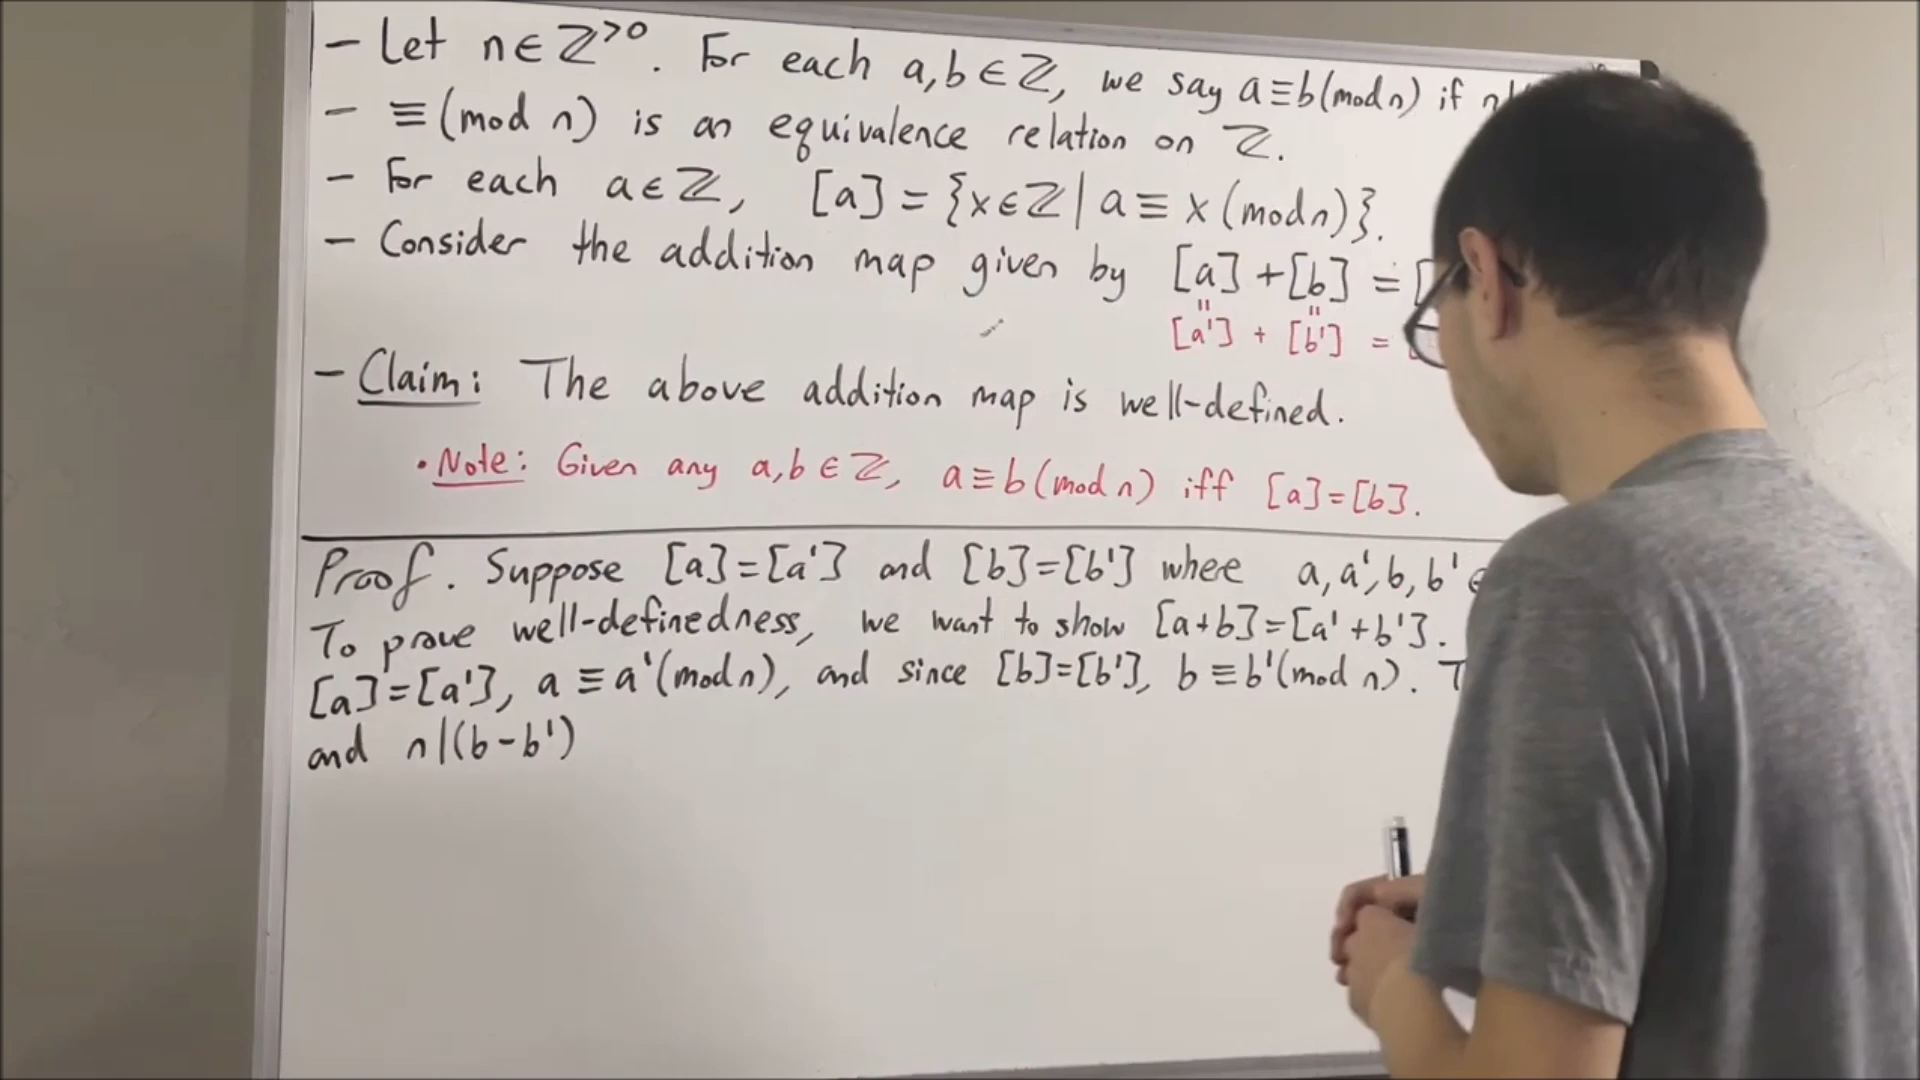 - Let n∈ℤ^>0. For each a,b∈ℤ, we say a≡b(mod n) if n|
- ≡(mod n) is an equivalence relation on ℤ.
- For each a∈ℤ, [a]={x∈ℤ|a≡x(mod n)}.
- Consider the addition map given by [a]+[b]=[
[a']+[b']=
- Claim: The above addition map is well-defined.
•Note: Given any a,b∈ℤ, a≡b(mod n) iff [a]=[b].
Proof. Suppose [a]=[a'] and [b]=[b'] where a,a',b,b'∈
To prove well-definedness, we want to show [a+b]=[a'+b'].
[a]=[a'], a≡a'(mod n), and since [b]=[b'], b≡b'(mod n).
and n|(b-b')